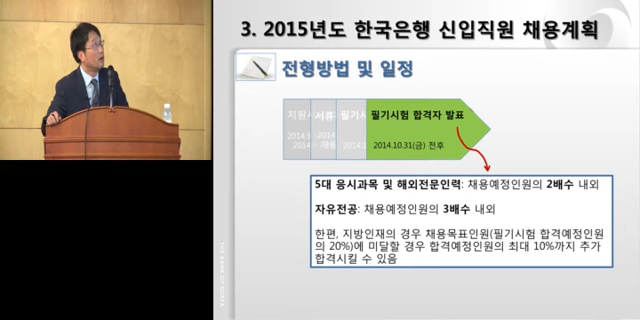 3. 2015년도 한국은행 신입직원 채용계획
전형방법 및 일정
서류
필기시험 합격자 발표
2014.10.31(금) 전후
5대 응시과목 및 해외전문인력: 채용예정인원의 2배수 내외
자유전공: 채용예정인원의 3배수 내외
한편, 지방인재의 경우 채용목표인원(필기시험 합격예정인원
의 20%)에 미달할 경우 합격예정인원의 최대 10%까지 추가
합격시킬 수 있음